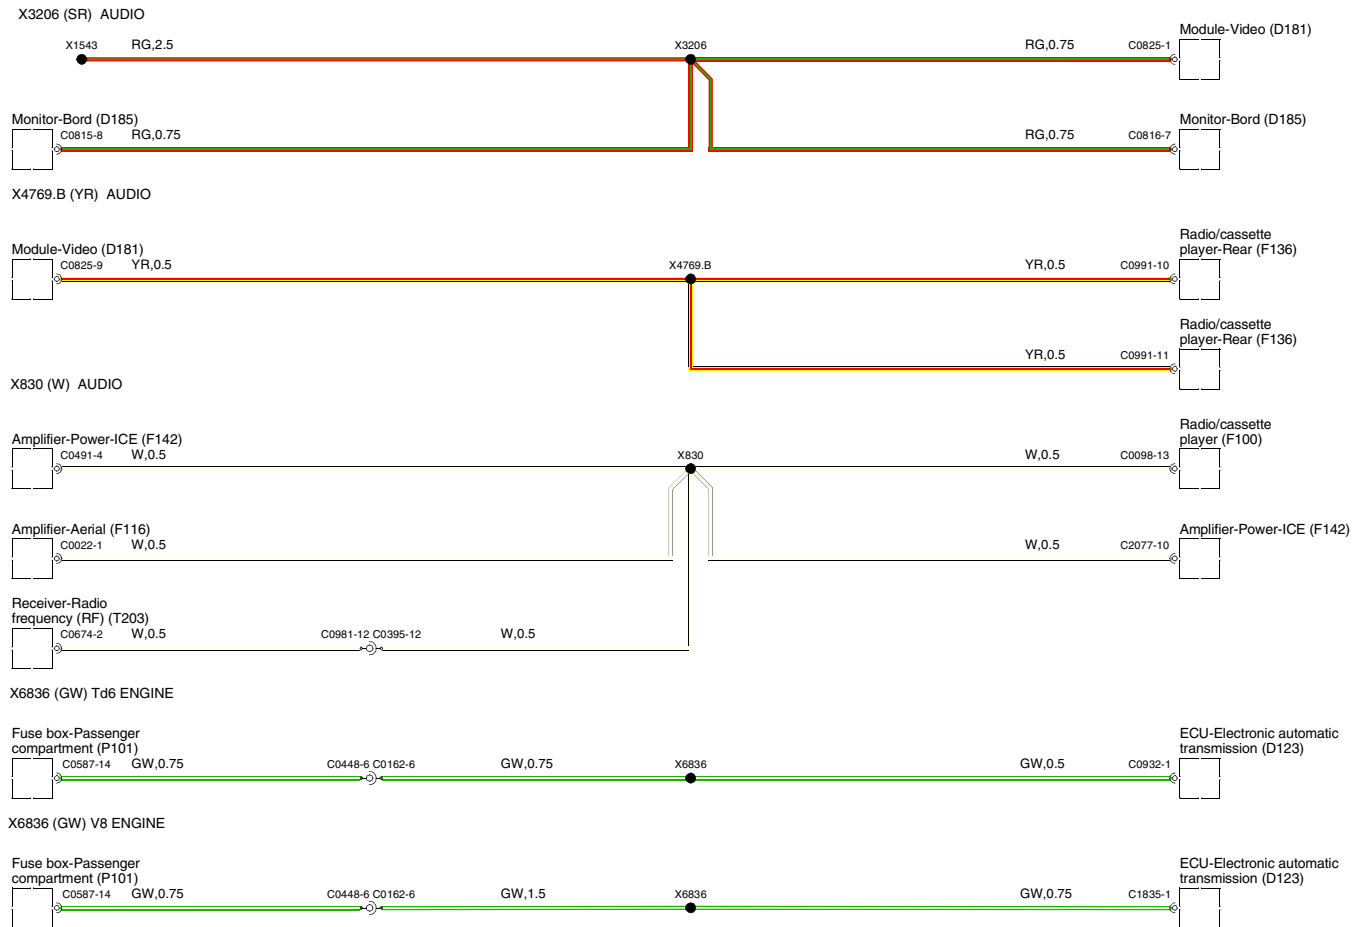 X3206 (SR)  AUDIO
Module-Video (D181)
X1543
RG,2.5
X3206
RG,0.75
C0825-1
Monitor-Bord (D185)
Monitor-Bord (D185)
C0815-8
RG,0.75
RG,0.75
C0816-7
X4769.B (YR)  AUDIO
Radio/cassette
player-Rear (F136)
Module-Video (D181)
C0825-9
YR,0.5
X4769.B
YR,0.5
C0991-10
Radio/cassette
player-Rear (F136)
YR,0.5
C0991-11
X830 (W)  AUDIO
Radio/cassette
player (F100)
Amplifier-Power-ICE (F142)
C0491-4
W,0.5
X830
W,0.5
C0098-13
Amplifier-Aerial (F116)
Amplifier-Power-ICE (F142)
C0022-1
W,0.5
W,0.5
C2077-10
Receiver-Radio
frequency (RF) (T203)
C0674-2
W,0.5
C0981-12 C0395-12
W,0.5
X6836 (GW) Td6 ENGINE
Fuse box-Passenger
compartment (P101)
ECU-Electronic automatic
transmission (D123)
C0587-14
GW,0.75
C0448-6 C0162-6
GW,0.75
X6836
GW,0.5
C0932-1
X6836 (GW) V8 ENGINE
Fuse box-Passenger
compartment (P101)
ECU-Electronic automatic
transmission (D123)
C0587-14
GW,0.75
C0448-6 C0162-6
GW,1.5
X6836
GW,0.75
C1835-1